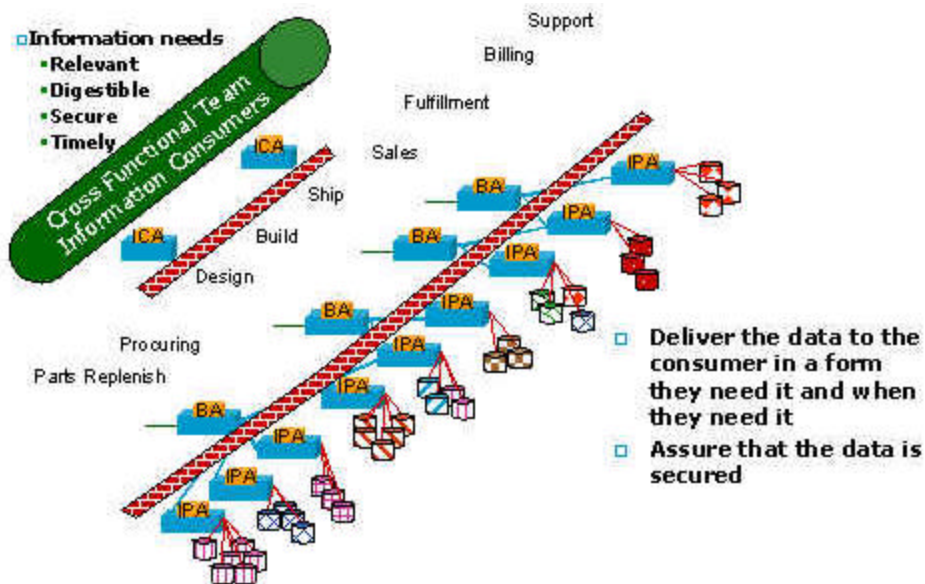 Support
Billing
Fulfillment
Sales
Ship
Build
Design
Procuring
Parts Replenish
Information needs
Relevant
Digestible
Secure
Timely
Cross Functional Team
Information Consumers
ICA
ICA
BA
BA
BA
BA
IPA
IPA
IPA
IPA
IPA
IPA
IPA
IPA
IPA
Deliver the data to the
consumer in a form
they need it and when
they need it
Assure that the data is
secured